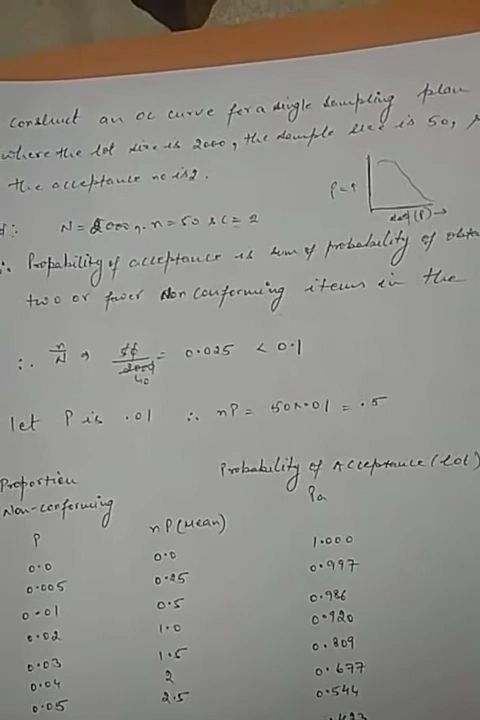 Construct an OC curve for a single sampling plan
where the lot size is 2000, the sample size is 50,
the acceptance no is 2.
N = 2000, n = 50 & C = 2
∴ Propability of acceptance is sum of probability of
two or fewer Non conforming items in the
∴ n/N ⇒ 50/2000 = 0.025 < 0.1
40
let P is .01 ∴ nP = 50x.01 = .5
Proportion Non-conforming P
nP (Mean)
Probability of Acceptance (lot) Pa
0.0 0.0 1.000
0.005 0.25 0.997
0.01 0.5 0.986
0.02 1.0 0.920
0.03 1.5 0.809
0.04 2 0.677
0.05 2.5 0.544